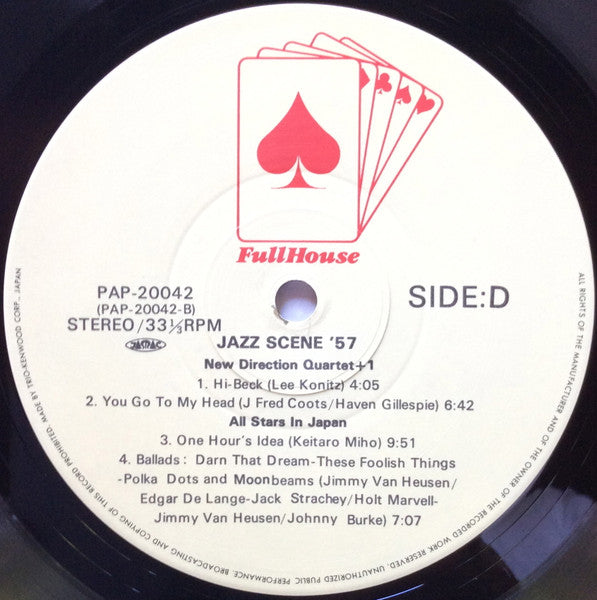 FullHouse
PAP-20042
(PAP-20042-B)
STEREO/33⅓RPM
JASRAC
SIDE:D
JAZZ SCENE '57
New Direction Quartet+1
1. Hi-Beck (Lee Konitz) 4:05
2. You Go To My Head (J Fred Coots/Haven Gillespie) 6:42
All Stars In Japan
3. One Hour's Idea (Keitaro Miho) 9:51
4. Ballads: Darn That Dream-These Foolish Things
-Polka Dots and Moonbeams (Jimmy Van Heusen/
Edgar De Lange-Jack Strachey/Holt Marvell-
Jimmy Van Heusen/Johnny Burke) 7:07
ALL RIGHTS OF THE MANUFACTURER AND OF THE OWNER OF THE RECORDED WORK RESERVED. UNAUTHORIZED PUBLIC PERFORMANCE, BROADCASTING AND COPYING OF THIS RECORD PROHIBITED. MADE BY TRIO-KENWOOD CORP., JAPAN